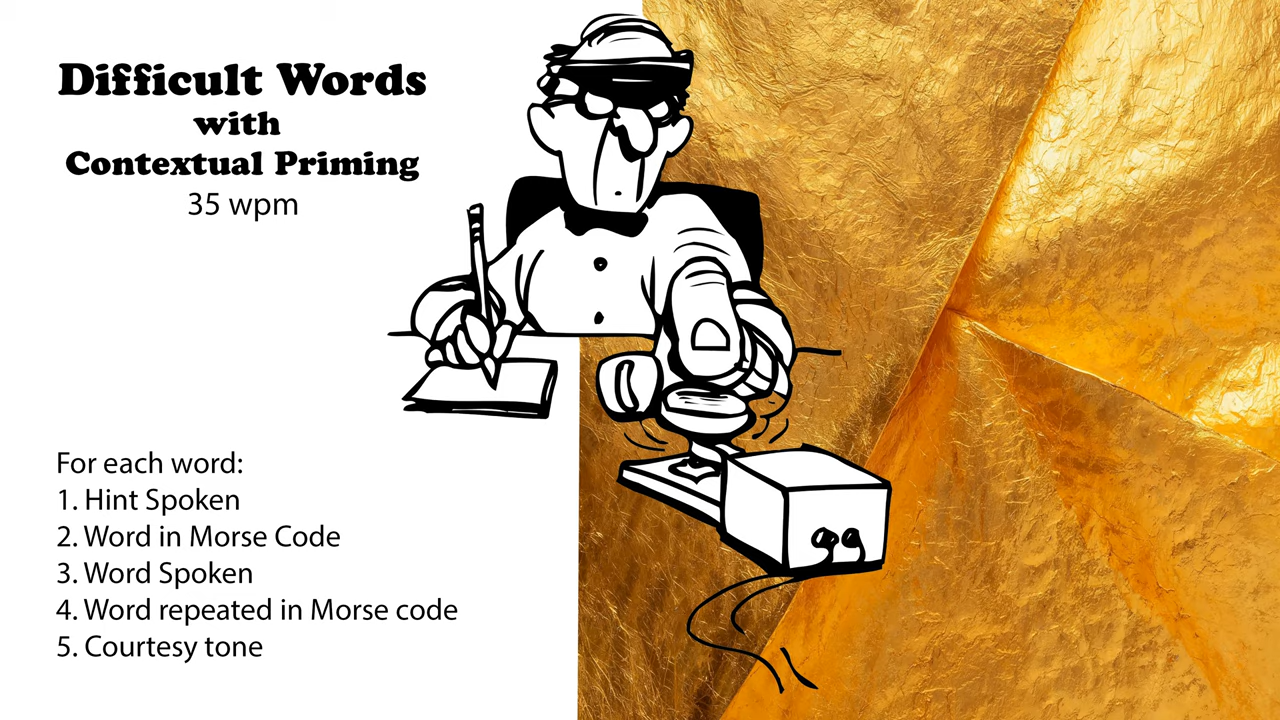 Difficult Words
with
Contextual Priming
35 wpm
For each word:
1. Hint Spoken
2. Word in Morse Code
3. Word Spoken
4. Word repeated in Morse code
5. Courtesy tone